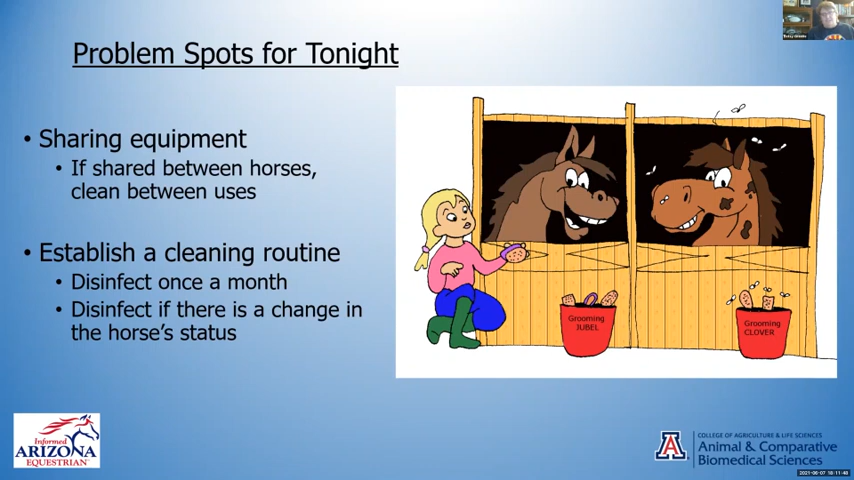 Problem Spots for Tonight
• Sharing equipment
• If shared between horses,
clean between uses
• Establish a cleaning routine
• Disinfect once a month
• Disinfect if there is a change in
the horse's status
Grooming
JUBEL
Grooming
CLOVER
Informed
ARIZONA
EQUESTRIAN
A
COLLEGE OF AGRICULTURE & LIFE SCIENCES
Animal & Comparative
Biomedical Sciences